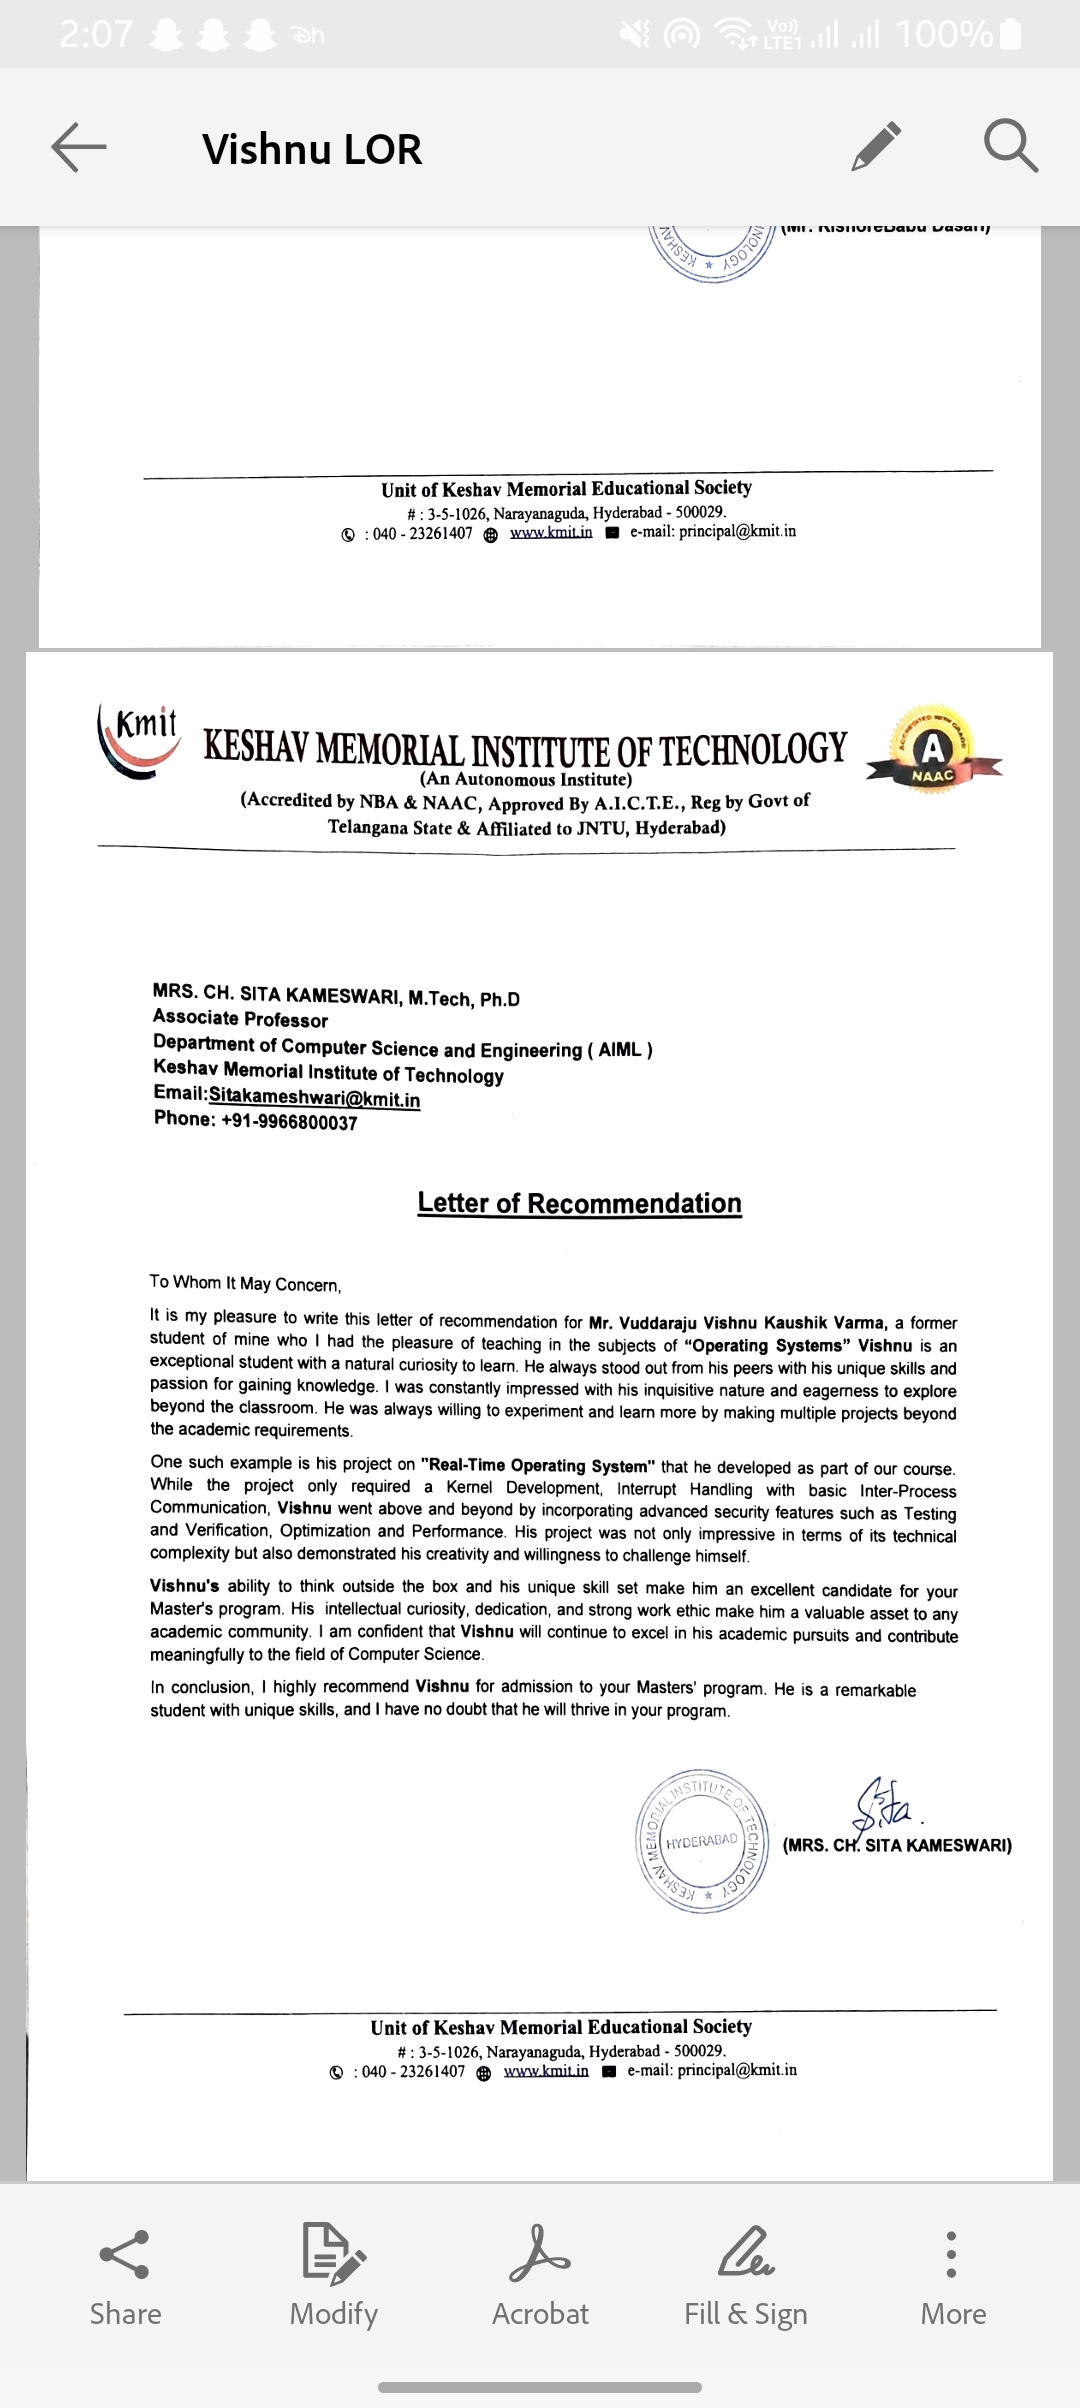 2:07
Vo)) LTE1 100%
Vishnu LOR
(Mr. KishoreBabu Dasari)
KESHAV NOLOGY
Unit of Keshav Memorial Educational Society
# : 3-5-1026, Narayanaguda, Hyderabad - 500029.
: 040 - 23261407 www.kmit.in e-mail: principal@kmit.in
Kmit
KESHAV MEMORIAL INSTITUTE OF TECHNOLOGY
(An Autonomous Institute)
(Accredited by NBA & NAAC, Approved By A.I.C.T.E., Reg by Govt of
Telangana State & Affiliated to JNTU, Hyderabad)
ACCREDITED WITH GRADE
A
NAAC
MRS. CH. SITA KAMESWARI, M.Tech, Ph.D
Associate Professor
Department of Computer Science and Engineering ( AIML )
Keshav Memorial Institute of Technology
Email:Sitakameshwari@kmit.in
Phone: +91-9966800037
Letter of Recommendation
To Whom It May Concern,
It is my pleasure to write this letter of recommendation for Mr. Vuddaraju Vishnu Kaushik Varma, a former
student of mine who I had the pleasure of teaching in the subjects of “Operating Systems” Vishnu is an
exceptional student with a natural curiosity to learn. He always stood out from his peers with his unique skills and
passion for gaining knowledge. I was constantly impressed with his inquisitive nature and eagerness to explore
beyond the classroom. He was always willing to experiment and learn more by making multiple projects beyond
the academic requirements.
One such example is his project on "Real-Time Operating System" that he developed as part of our course.
While the project only required a Kernel Development, Interrupt Handling with basic Inter-Process
Communication, Vishnu went above and beyond by incorporating advanced security features such as Testing
and Verification, Optimization and Performance. His project was not only impressive in terms of its technical
complexity but also demonstrated his creativity and willingness to challenge himself.
Vishnu's ability to think outside the box and his unique skill set make him an excellent candidate for your
Master's program. His intellectual curiosity, dedication, and strong work ethic make him a valuable asset to any
academic community. I am confident that Vishnu will continue to excel in his academic pursuits and contribute
meaningfully to the field of Computer Science.
In conclusion, I highly recommend Vishnu for admission to your Masters' program. He is a remarkable
student with unique skills, and I have no doubt that he will thrive in your program.
KESHAV MEMORIAL INSTITUTE OF TECHNOLOGY
HYDERABAD
Sita.
(MRS. CH. SITA KAMESWARI)
Unit of Keshav Memorial Educational Society
# : 3-5-1026, Narayanaguda, Hyderabad - 500029.
: 040 - 23261407 www.kmit.in e-mail: principal@kmit.in
Share
Modify
Acrobat
Fill & Sign
More